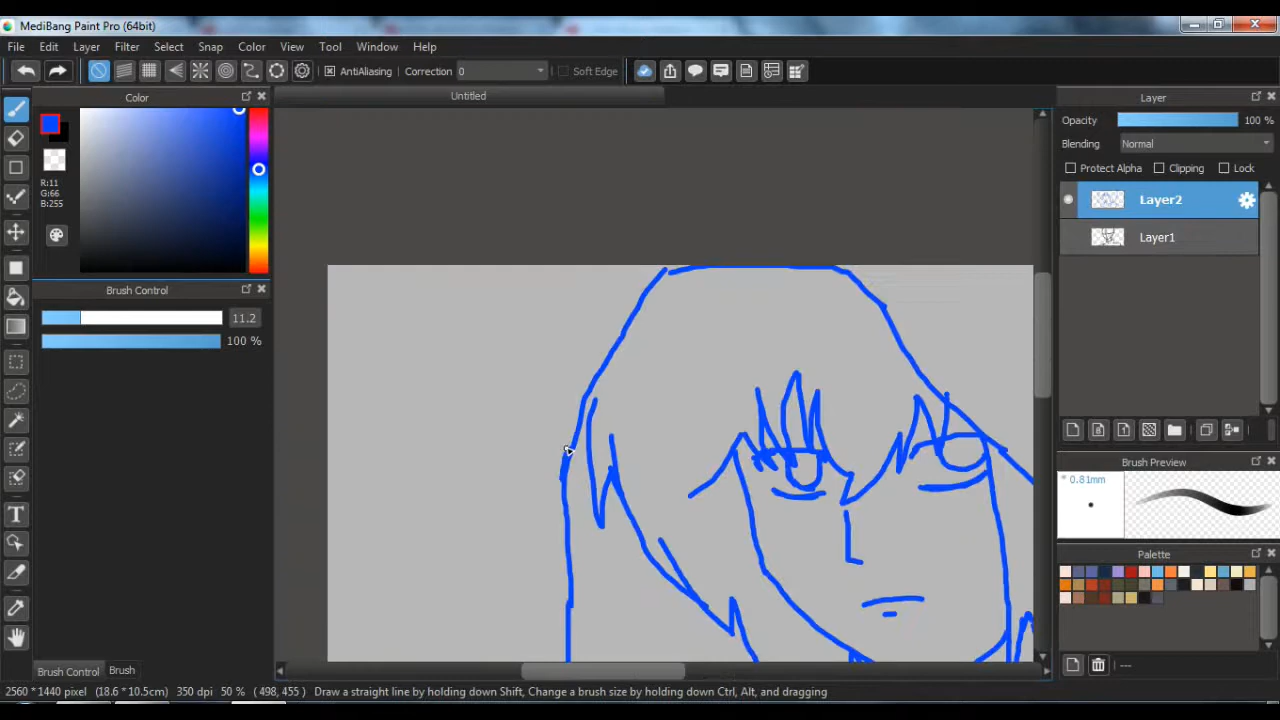 MediBang Paint Pro (64bit)
File Edit Layer Filter Select Snap Color View Tool Window Help
AntiAliasing Correction 0 Soft Edge
Color
Untitled
Layer
Opacity 100 %
Blending Normal
Protect Alpha Clipping Lock
R:11
G:66
B:255
Layer2
Layer1
Brush Control
11.2
100 %
Brush Preview
* 0.81mm
Palette
---
Brush Control Brush
2560 * 1440 pixel (18.6 * 10.5cm) 350 dpi 50 % ( 498, 455 ) Draw a straight line by holding down Shift, Change a brush size by holding down Ctrl, Alt, and dragging